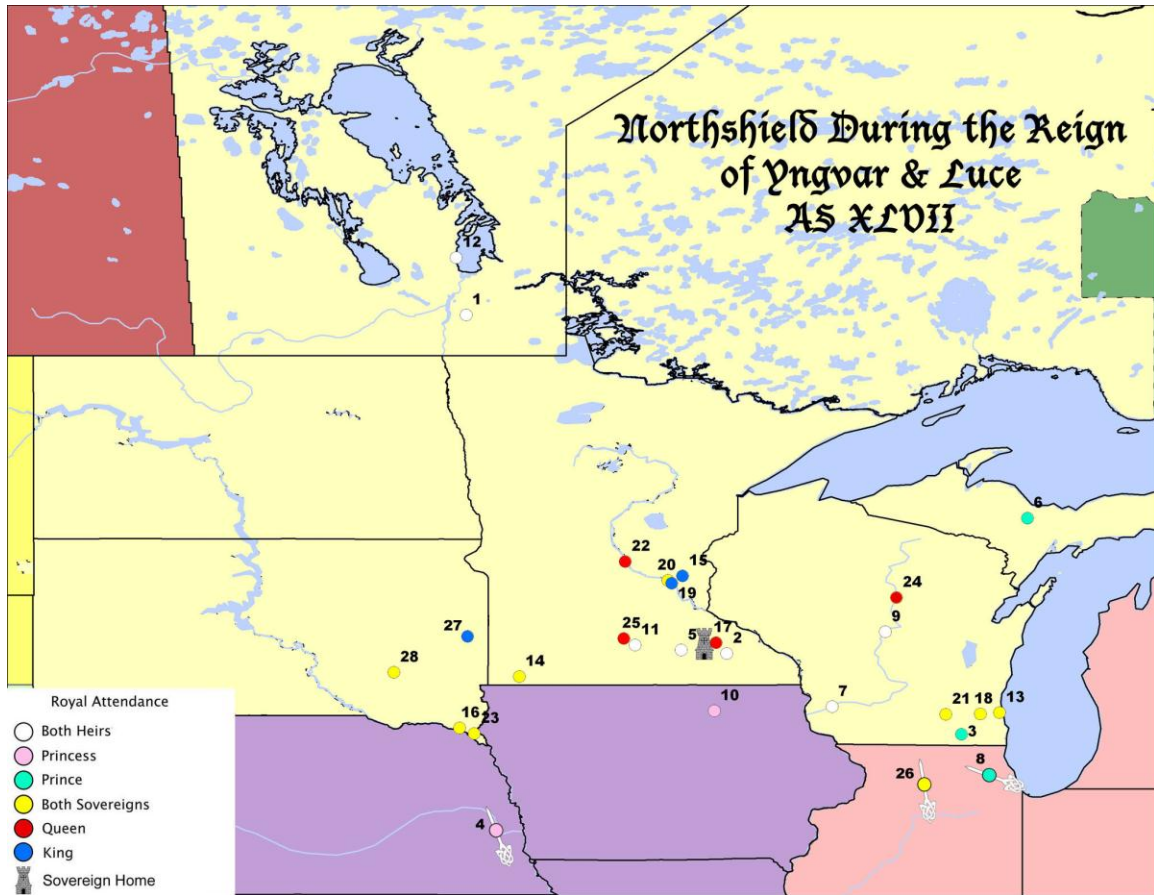 Northshield During the Reign
of Yngvar & Luce
AS XLVII
12
1
6
22
20
15
19
24
9
27
25
11
5
17
2
28
14
10
7
21
18
13
3
16
23
8
26
4
Royal Attendance
Both Heirs
Princess
Prince
Both Sovereigns
Queen
King
Sovereign Home